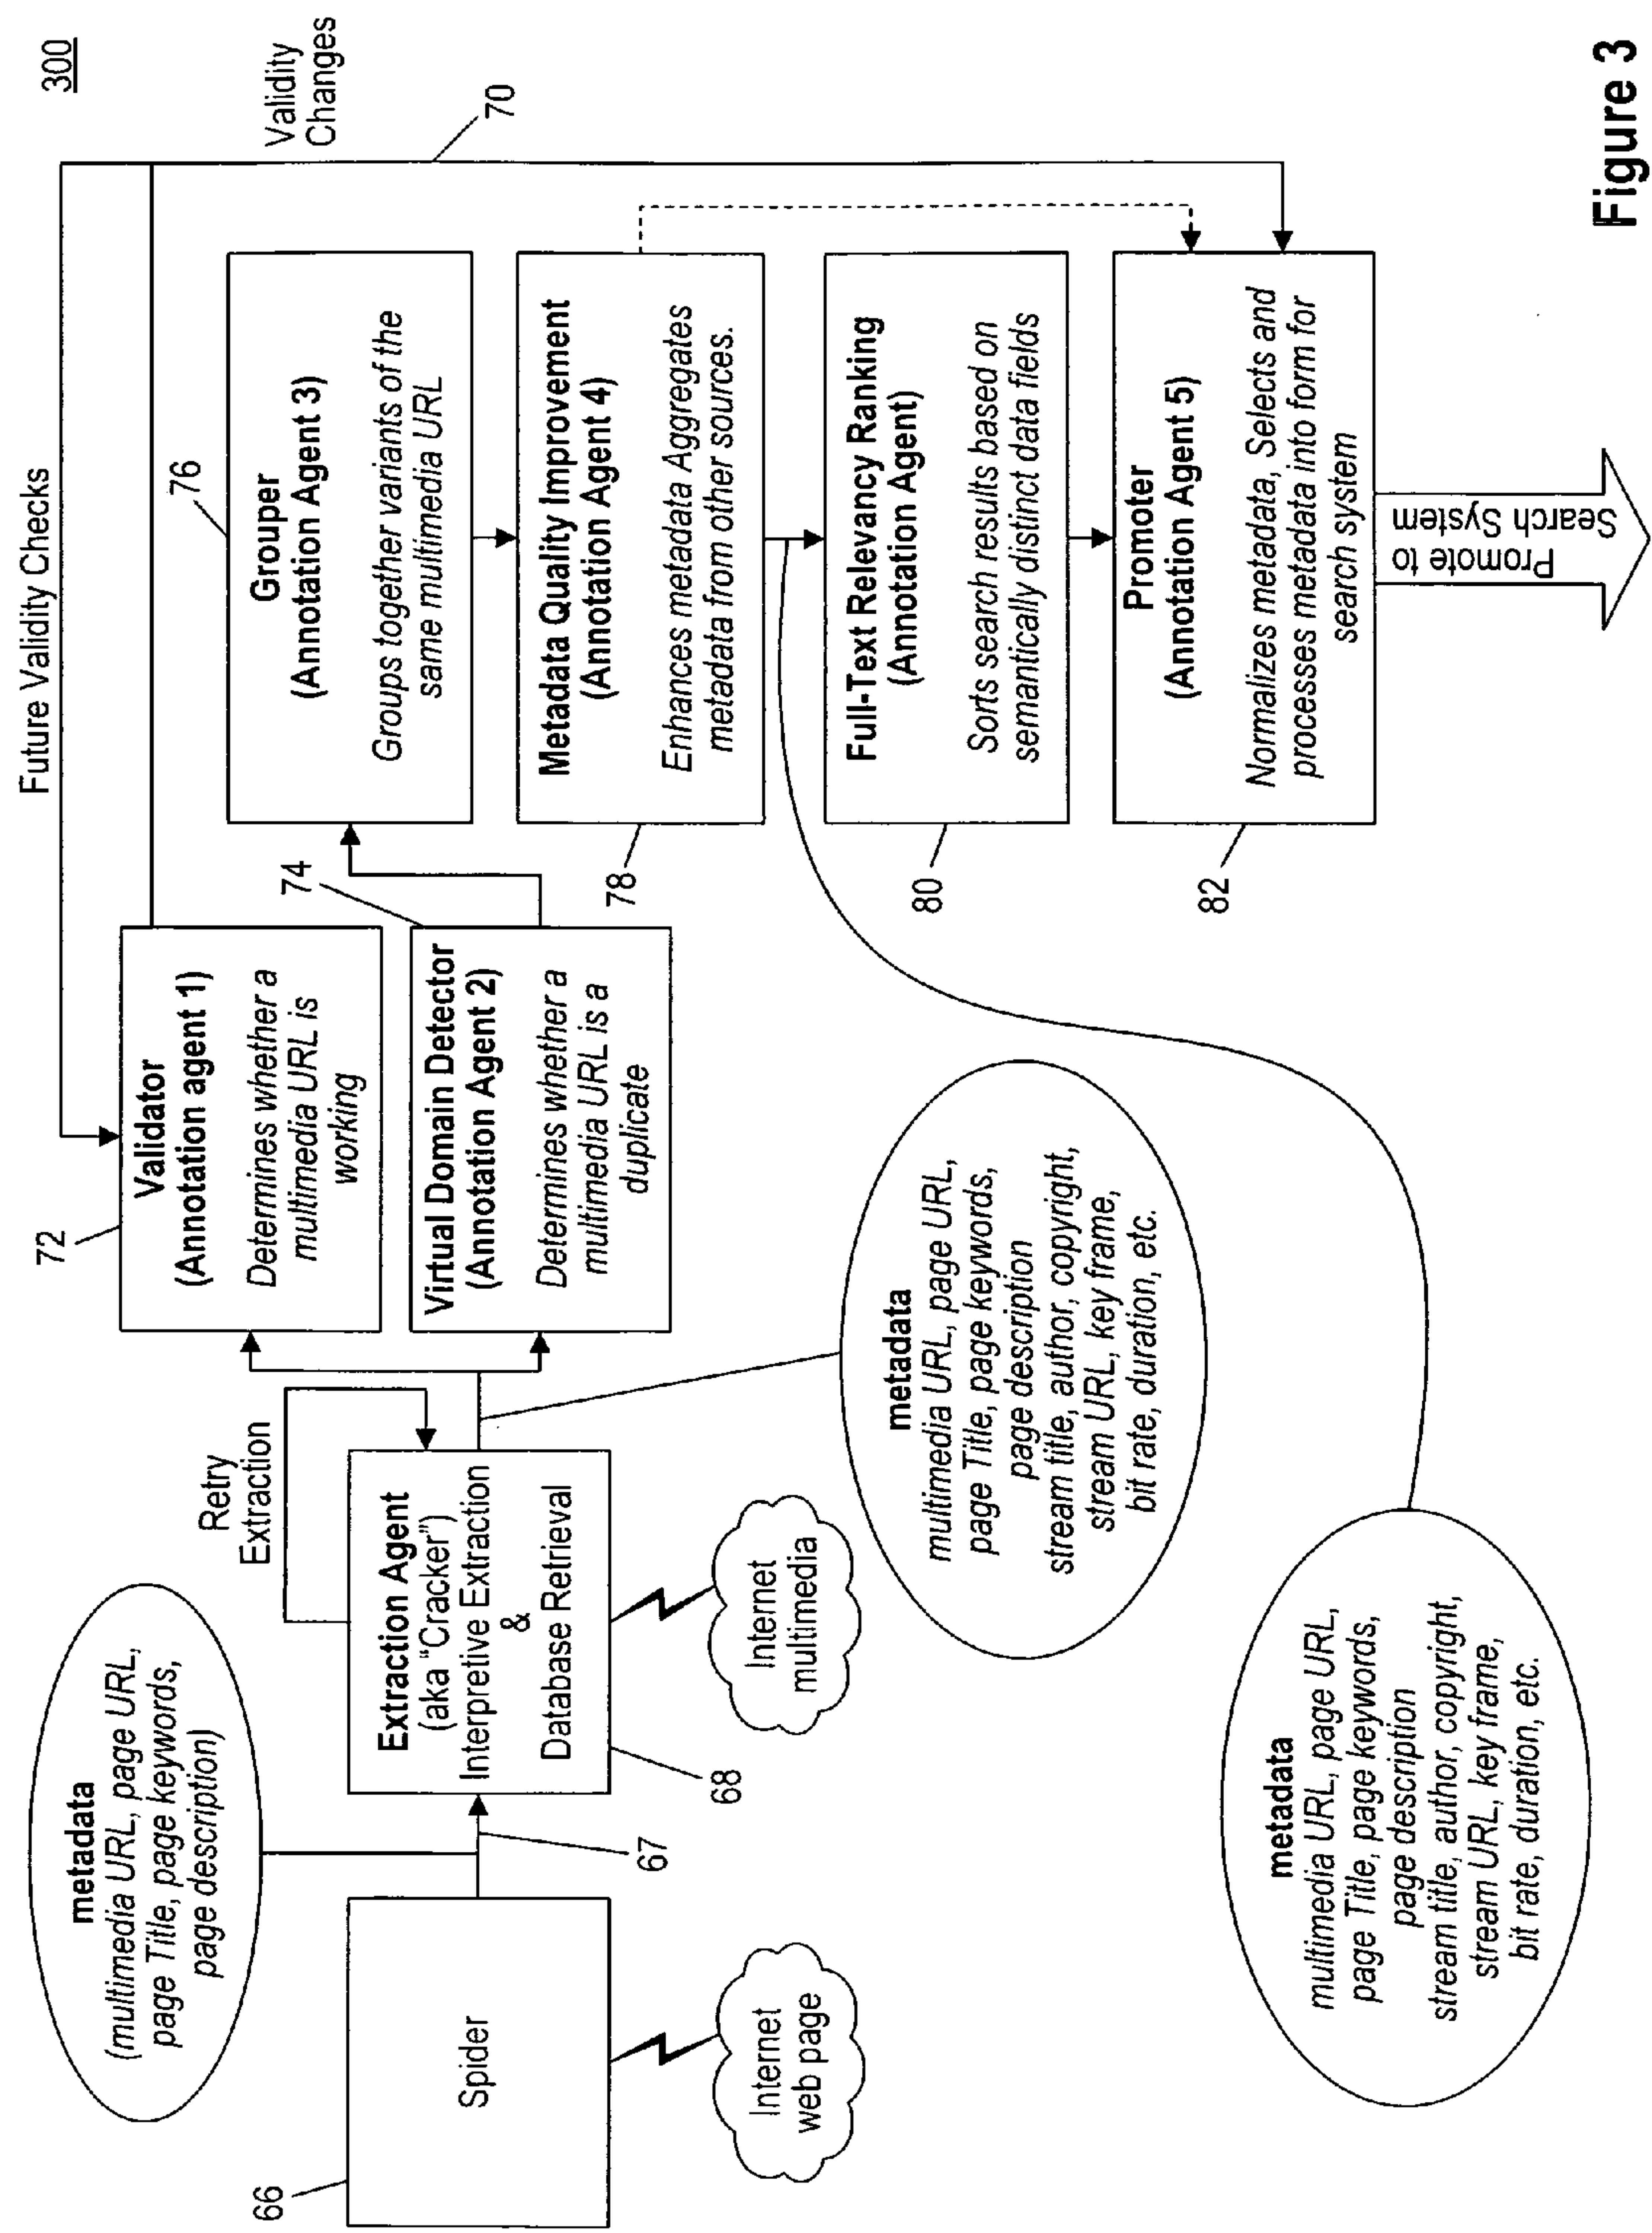 300
Future Validity Checks
Validity
Changes
70
72
Validator
(Annotation agent 1)
Determines whether a
multimedia URL is
working
74
Virtual Domain Detector
(Annotation Agent 2)
Determines whether a
multimedia URL is a
duplicate
76
Grouper
(Annotation Agent 3)
Groups together variants of the
same multimedia URL
78
Metadata Quality Improvement
(Annotation Agent 4)
Enhances metadata Aggregates
metadata from other sources.
80
Full-Text Relevancy Ranking
(Annotation Agent)
Sorts search results based on
semantically distinct data fields
82
Promoter
(Annotation Agent 5)
Normalizes metadata, Selects and
processes metadata into form for
search system
Promote to
Search System
metadata
(multimedia URL, page URL,
page Title, page keywords,
page description)
66
Spider
Internet
web page
67
Retry
Extraction
Extraction Agent
(aka "Cracker")
Interpretive Extraction
&
Database Retrieval
68
Internet
multimedia
metadata
multimedia URL, page URL,
page Title, page keywords,
page description
stream title, author, copyright,
stream URL, key frame,
bit rate, duration, etc.
metadata
multimedia URL, page URL,
page Title, page keywords,
page description
stream title, author, copyright,
stream URL, key frame,
bit rate, duration, etc.
Figure 3